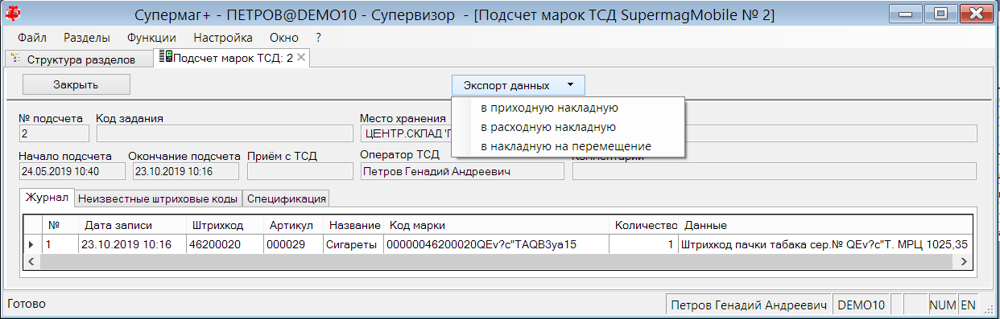 Супермаг+ - ПЕТРОВ@DEMO10 - Супервизор - [Подсчет марок ТСД SupermagMobile № 2]
Файл Разделы Функции Настройка Окно ?
Структура разделов Подсчет марок ТСД: 2
Закрыть Экспорт данных
в приходную накладную
в расходную накладную
в накладную на перемещение
№ подсчета Код задания Место хранения
2 ЦЕНТР.СКЛАД
Начало подсчета Окончание подсчета Приём с ТСД Оператор ТСД Комментарий
24.05.2019 10:40 23.10.2019 10:16 Петров Генадий Андреевич
Журнал Неизвестные штриховые коды Спецификация
№ Дата записи Штрихкод Артикул Название Код марки Количество Данные
1 23.10.2019 10:16 46200020 000029 Сигареты 00000046200020QEv?c"TAQB3ya15 1 Штрихкод пачки табака сер.№ QEv?c"T. МРЦ 1025,35
Готово Петров Генадий Андреевич DEMO10 NUM EN